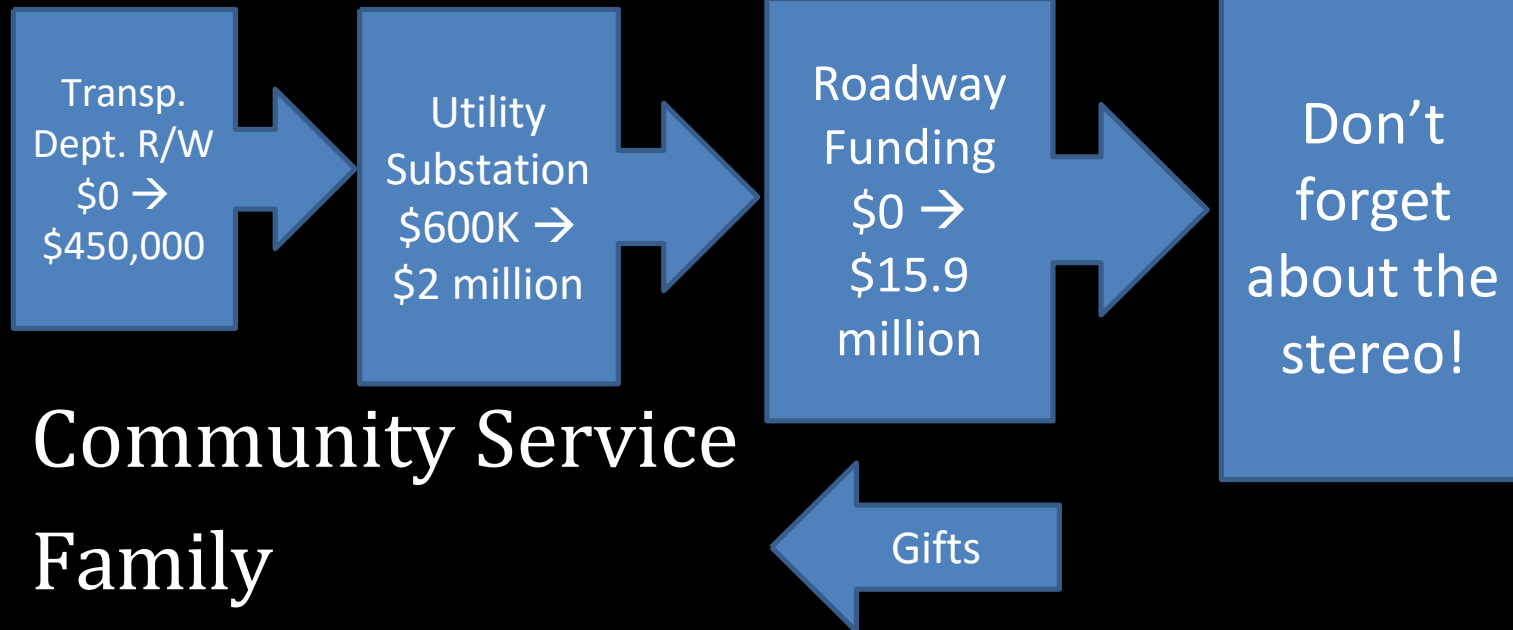 Transp.
Dept. R/W
$0 →
$450,000
Utility
Substation
$600K →
$2 million
Roadway
Funding
$0 →
$15.9
million
Don’t
forget
about the
stereo!
Community Service
Family
Gifts